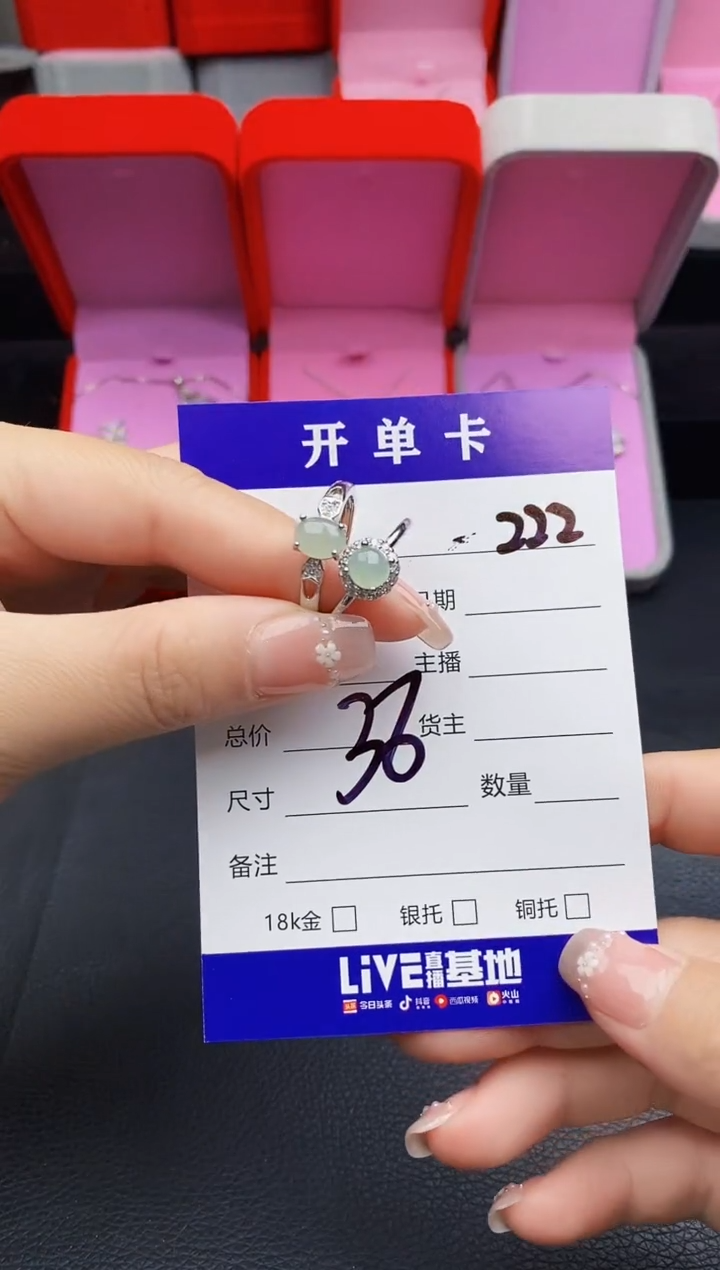 开单卡
222
期
主播
总价
36
货主
尺寸
数量
备注
18k金 银托 铜托
LiVE直播基地
头条 今日头条 抖音 西瓜视频 火山